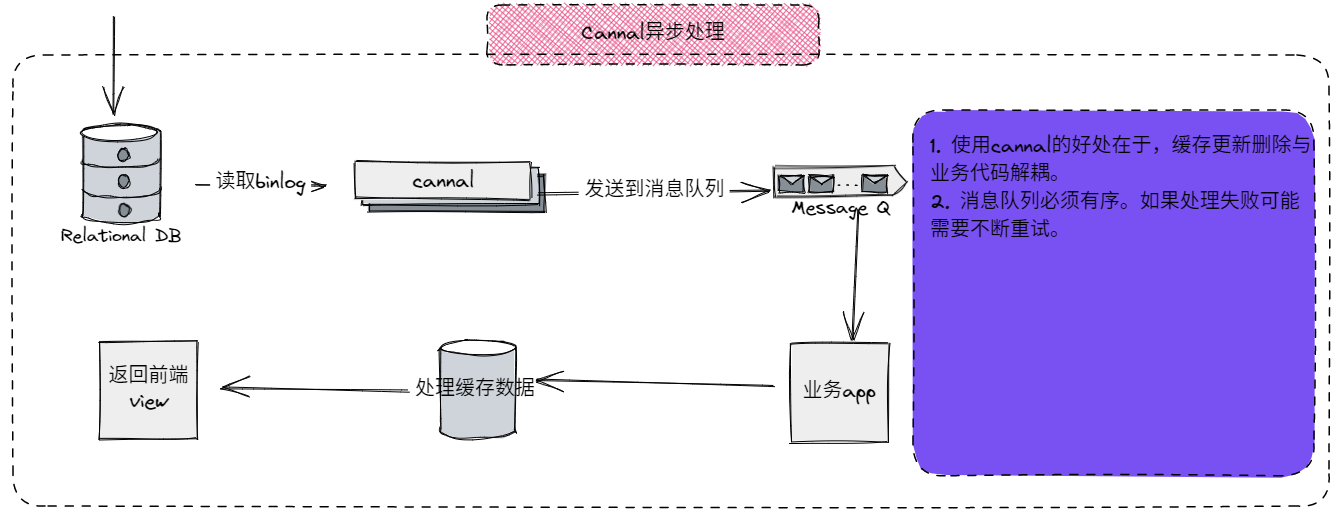 Cannal异步处理
1. 使用cannal的好处在于，缓存更新删除与
业务代码解耦。
2. 消息队列必须有序。如果处理失败可能
需要不断重试。
读取binlog
cannal
发送到消息队列
Message Q
Relational DB
返回前端
view
处理缓存数据
业务app